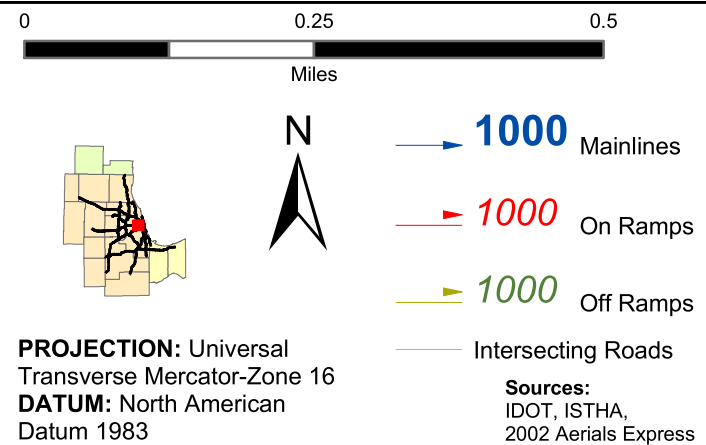 0 0.25 0.5
Miles
N
1000 Mainlines
1000 On Ramps
1000 Off Ramps
Intersecting Roads
PROJECTION: Universal
Transverse Mercator-Zone 16
DATUM: North American
Datum 1983
Sources:
IDOT, ISTHA,
2002 Aerials Express